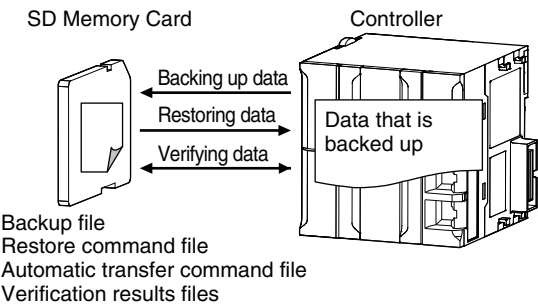 SD Memory Card
Controller
Backing up data
Restoring data
Verifying data
Data that is
backed up
Backup file
Restore command file
Automatic transfer command file
Verification results files